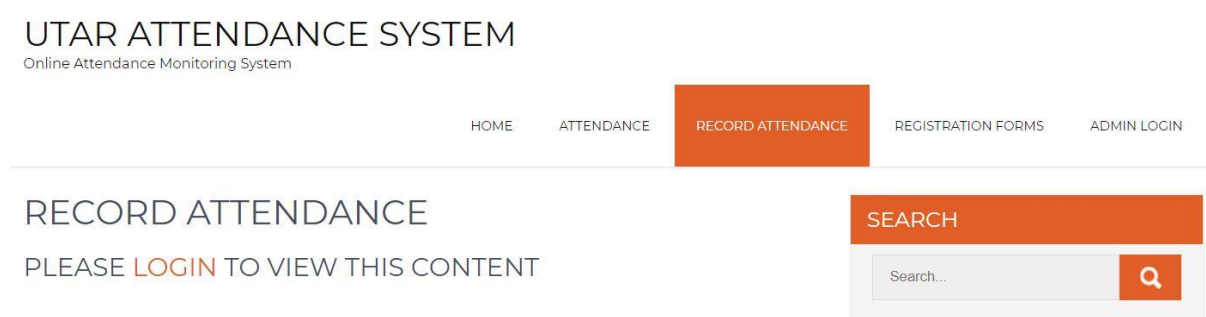 UTAR ATTENDANCE SYSTEM
Online Attendance Monitoring System
HOME ATTENDANCE RECORD ATTENDANCE REGISTRATION FORMS ADMIN LOGIN
RECORD ATTENDANCE
PLEASE LOGIN TO VIEW THIS CONTENT
SEARCH
Search...